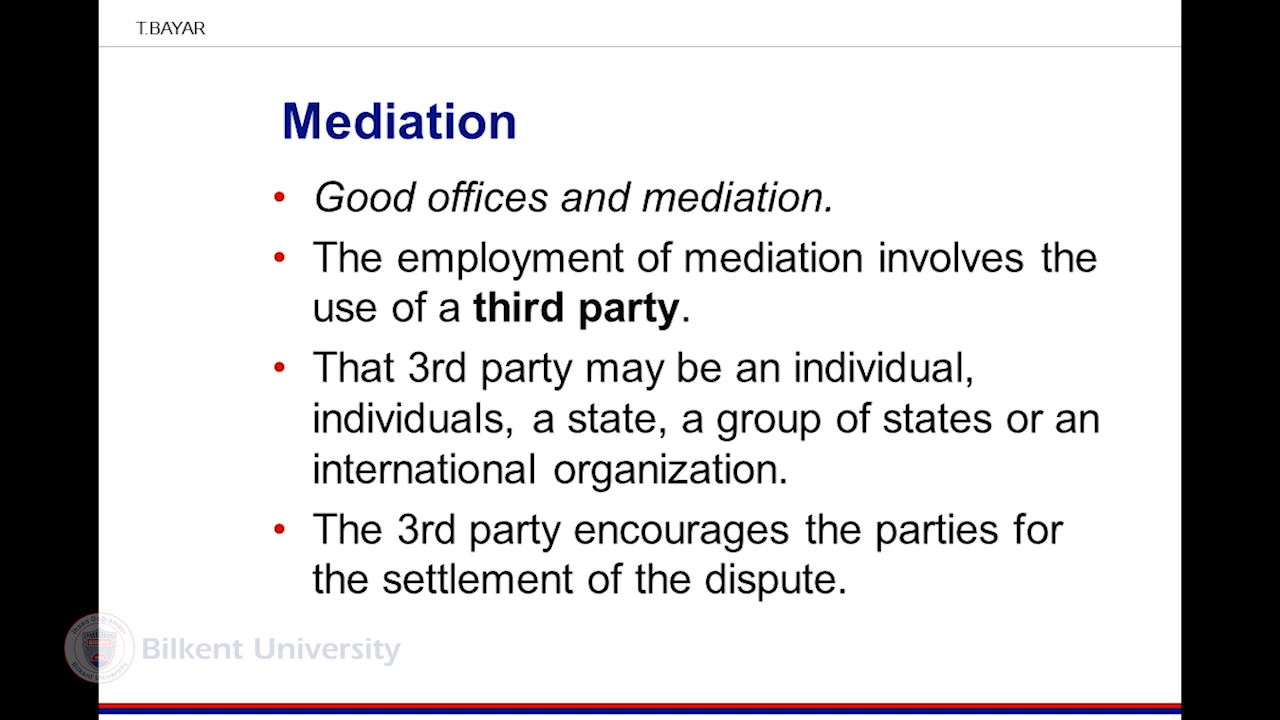 T.BAYAR
Mediation
• Good offices and mediation.
• The employment of mediation involves the
use of a third party.
• That 3rd party may be an individual,
individuals, a state, a group of states or an
international organization.
• The 3rd party encourages the parties for
the settlement of the dispute.
Bilkent University